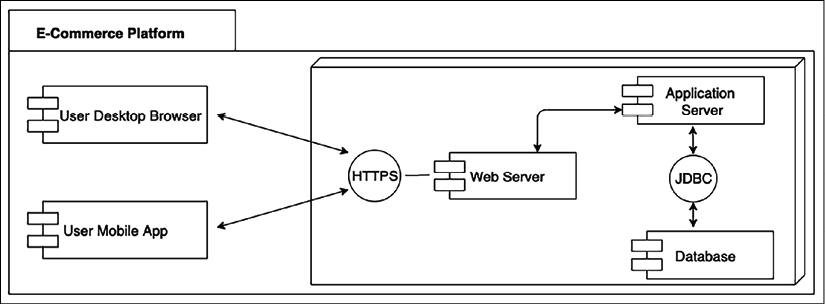 E-Commerce Platform
User Desktop Browser
User Mobile App
HTTPS
Web Server
Application
Server
JDBC
Database